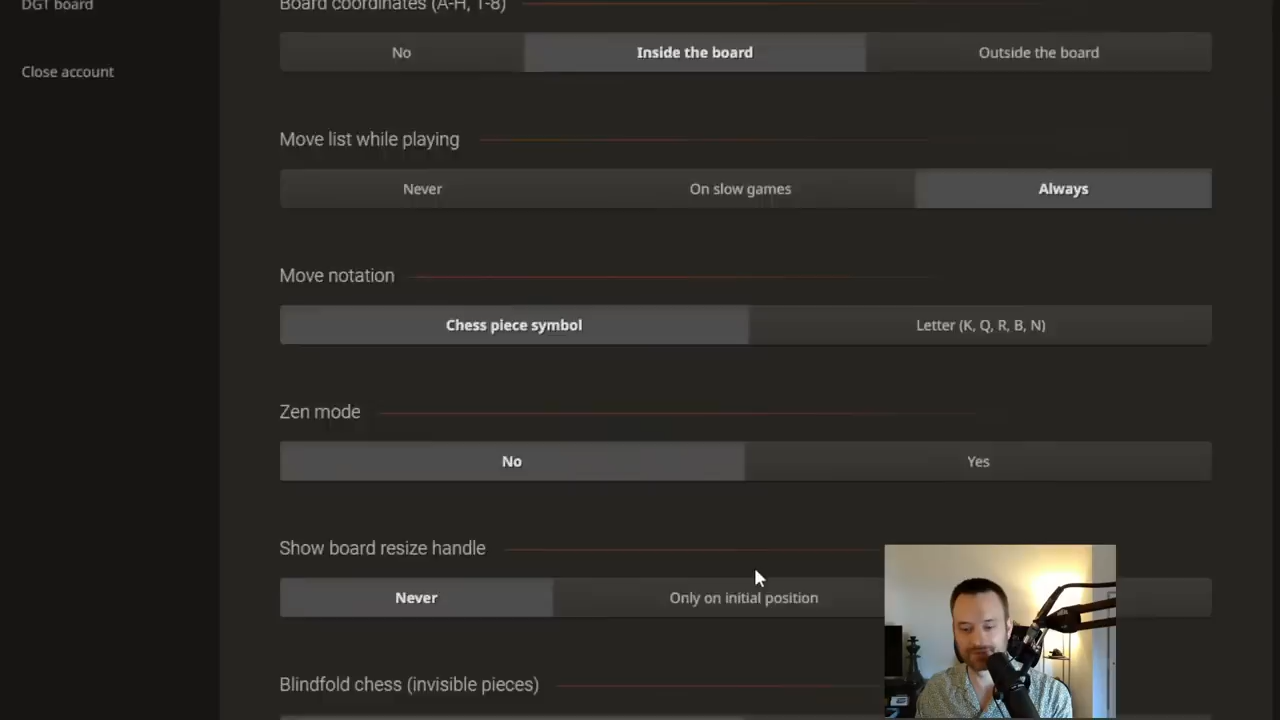 DGT board
Close account
Board coordinates (A-H, 1-8)
No
Inside the board
Outside the board
Move list while playing
Never
On slow games
Always
Move notation
Chess piece symbol
Letter (K, Q, R, B, N)
Zen mode
No
Yes
Show board resize handle
Never
Only on initial position
Blindfold chess (invisible pieces)